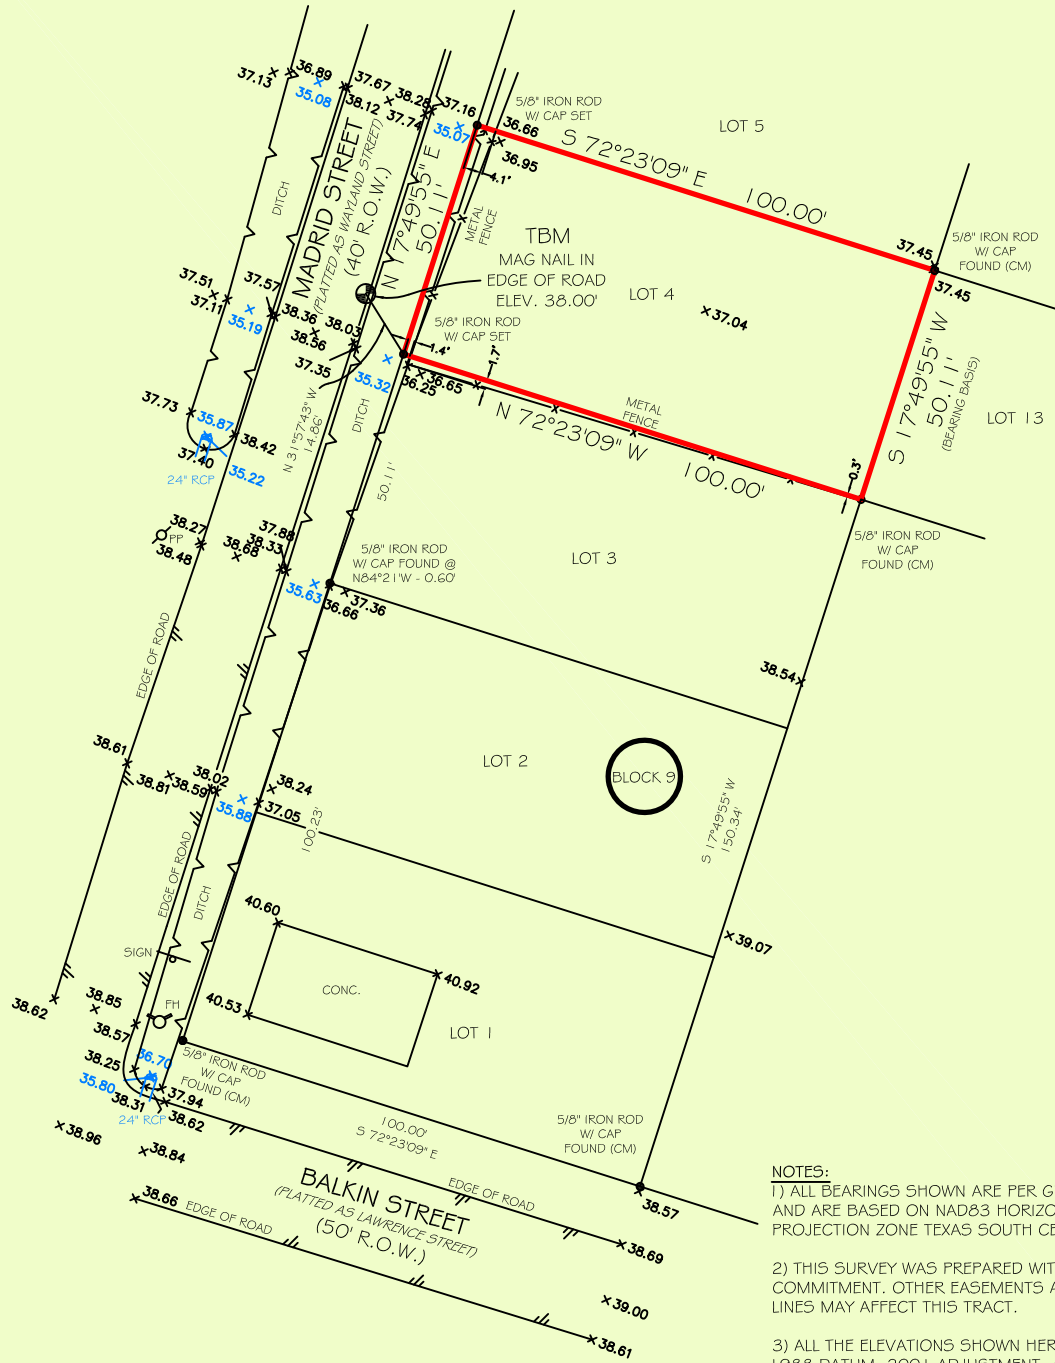 36.89
37.13
35.08
37.67
38.12
38.28
37.74
37.16
35.07
5/8" IRON ROD
W/ CAP SET
36.66
36.95
LOT 5
S 72°23'09" E 100.00'
4.1'
DITCH
MADRID STREET
(PLATTED AS WAYLAND STREET)
(40' R.O.W.)
N 17°49'55" E
50.11'
METAL
FENCE
TBM
MAG NAIL IN
EDGE OF ROAD
ELEV. 38.00'
LOT 4
37.04
37.45
5/8" IRON ROD
W/ CAP
FOUND (CM)
37.45
37.51
37.11
35.19
37.57
38.36
38.56
38.03
37.35
5/8" IRON ROD
W/ CAP SET
1.4'
1.7'
35.32
36.25
36.65
METAL
FENCE
N 72°23'09" W 100.00'
S 17°49'55" W
50.11'
(BEARING BASIS)
LOT 13
0.3'
37.73
35.87
38.42
37.40
35.22
24" RCP
N 31°57'43" W
14.86'
DITCH
50.11'
38.27
PP
38.48
38.68
37.88
38.33
35.63
5/8" IRON ROD
W/ CAP FOUND @
N84°21'W - 0.60'
37.36
36.66
LOT 3
5/8" IRON ROD
W/ CAP
FOUND (CM)
EDGE OF ROAD
38.54
38.61
38.81
38.59
38.02
35.88
38.24
37.05
LOT 2
BLOCK 9
S 17°49'55" W
150.34'
100.23'
EDGE OF ROAD
DITCH
40.60
40.92
40.53
CONC.
LOT 1
39.07
SIGN
FH
38.62
38.85
38.57
38.25
36.70
35.80
38.31
37.94
38.62
24" RCP
5/8" IRON ROD
W/ CAP
FOUND (CM)
38.96
38.84
38.66
EDGE OF ROAD
100.00'
S 72°23'09" E
BALKIN STREET
(PLATTED AS LAWRENCE STREET)
(50' R.O.W.)
EDGE OF ROAD
5/8" IRON ROD
W/ CAP
FOUND (CM)
38.57
38.69
39.00
38.61
NOTES:
1) ALL BEARINGS SHOWN ARE PER G
AND ARE BASED ON NAD83 HORIZO
PROJECTION ZONE TEXAS SOUTH CE
2) THIS SURVEY WAS PREPARED WIT
COMMITMENT. OTHER EASEMENTS A
LINES MAY AFFECT THIS TRACT.
3) ALL THE ELEVATIONS SHOWN HER
1988 DATUM, 2001 ADJUSTMENT